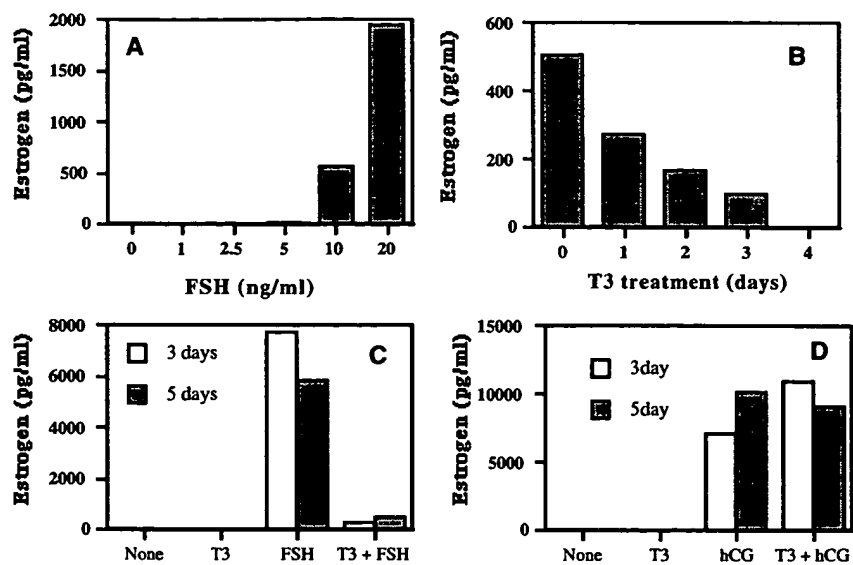 A
Estrogen (pg/ml)
2000
1500
1000
500
0
0 1 2.5 5 10 20
FSH (ng/ml)
B
Estrogen (pg/ml)
600
400
200
0
0 1 2 3 4
T3 treatment (days)
C
Estrogen (pg/ml)
8000
6000
4000
2000
0
3 days
5 days
None T3 FSH T3 + FSH
D
Estrogen (pg/ml)
15000
10000
5000
0
3day
5day
None T3 hCG T3 + hCG